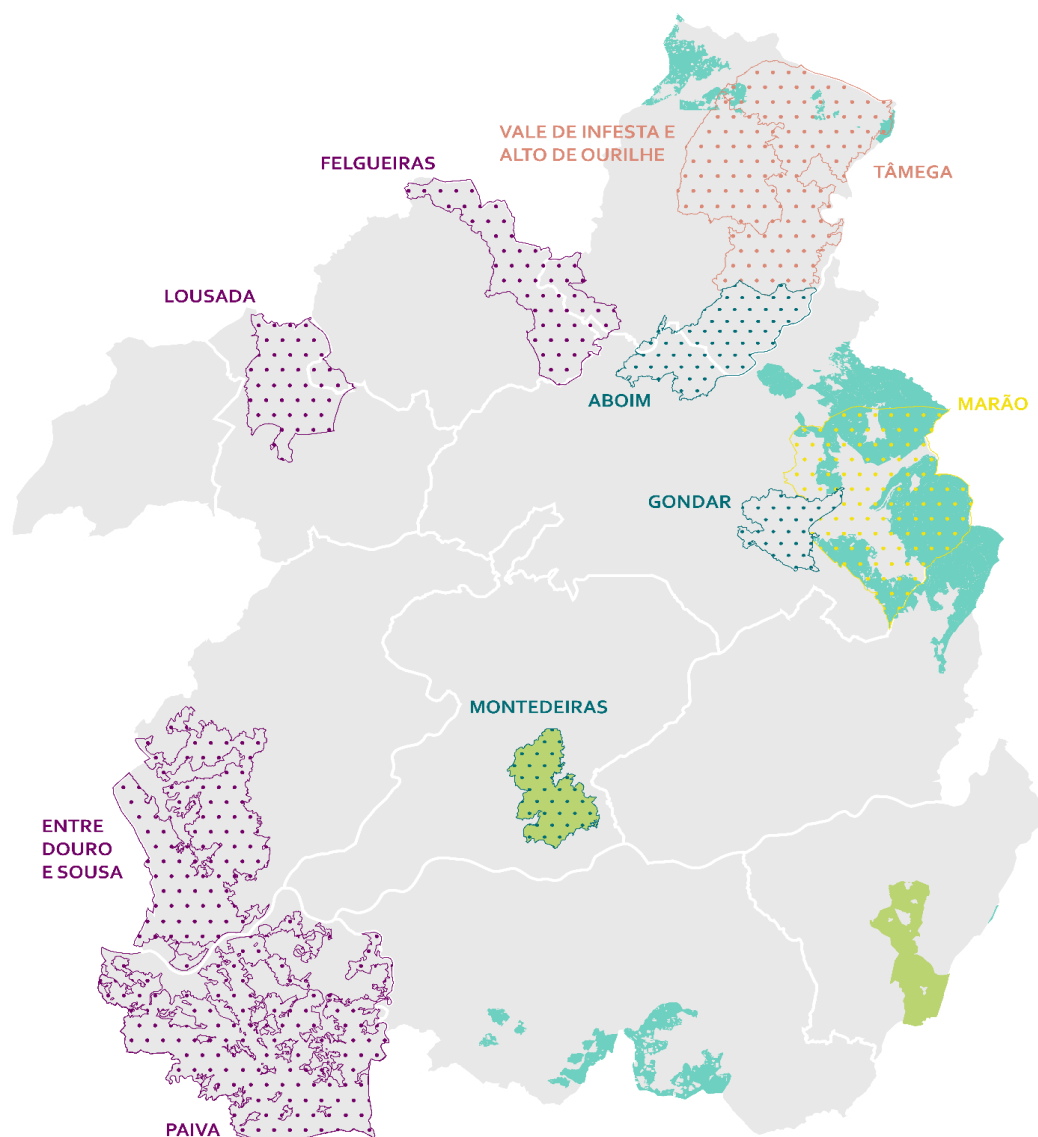 VALE DE INFESTA E
ALTO DE OURILHE
FELGUEIRAS
TÂMEGA
LOUSADA
ABOIM
MARÃO
GONDAR
MONTEDEIRAS
ENTRE
DOURO
E SOUSA
PAIVA